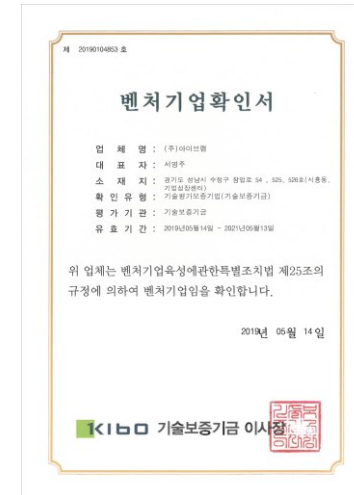 제 20190104853 호
벤처기업확인서
업 체 명 : (주)아이브랩
대 표 자 : 서명주
소 재 지 : 경기도 성남시 수정구 창업로 54 , 525, 526호(시흥동,
기업성장센터)
확 인 유 형 : 기술평가보증기업(기술보증기금)
평 가 기 관 : 기술보증기금
유 효 기 간 : 2019년05월14일 - 2021년05월13일
위 업체는 벤처기업육성에관한특별조치법 제25조의
규정에 의하여 벤처기업임을 확인합니다.
2019년 05월 14일
KIBO 기술보증기금 이사장